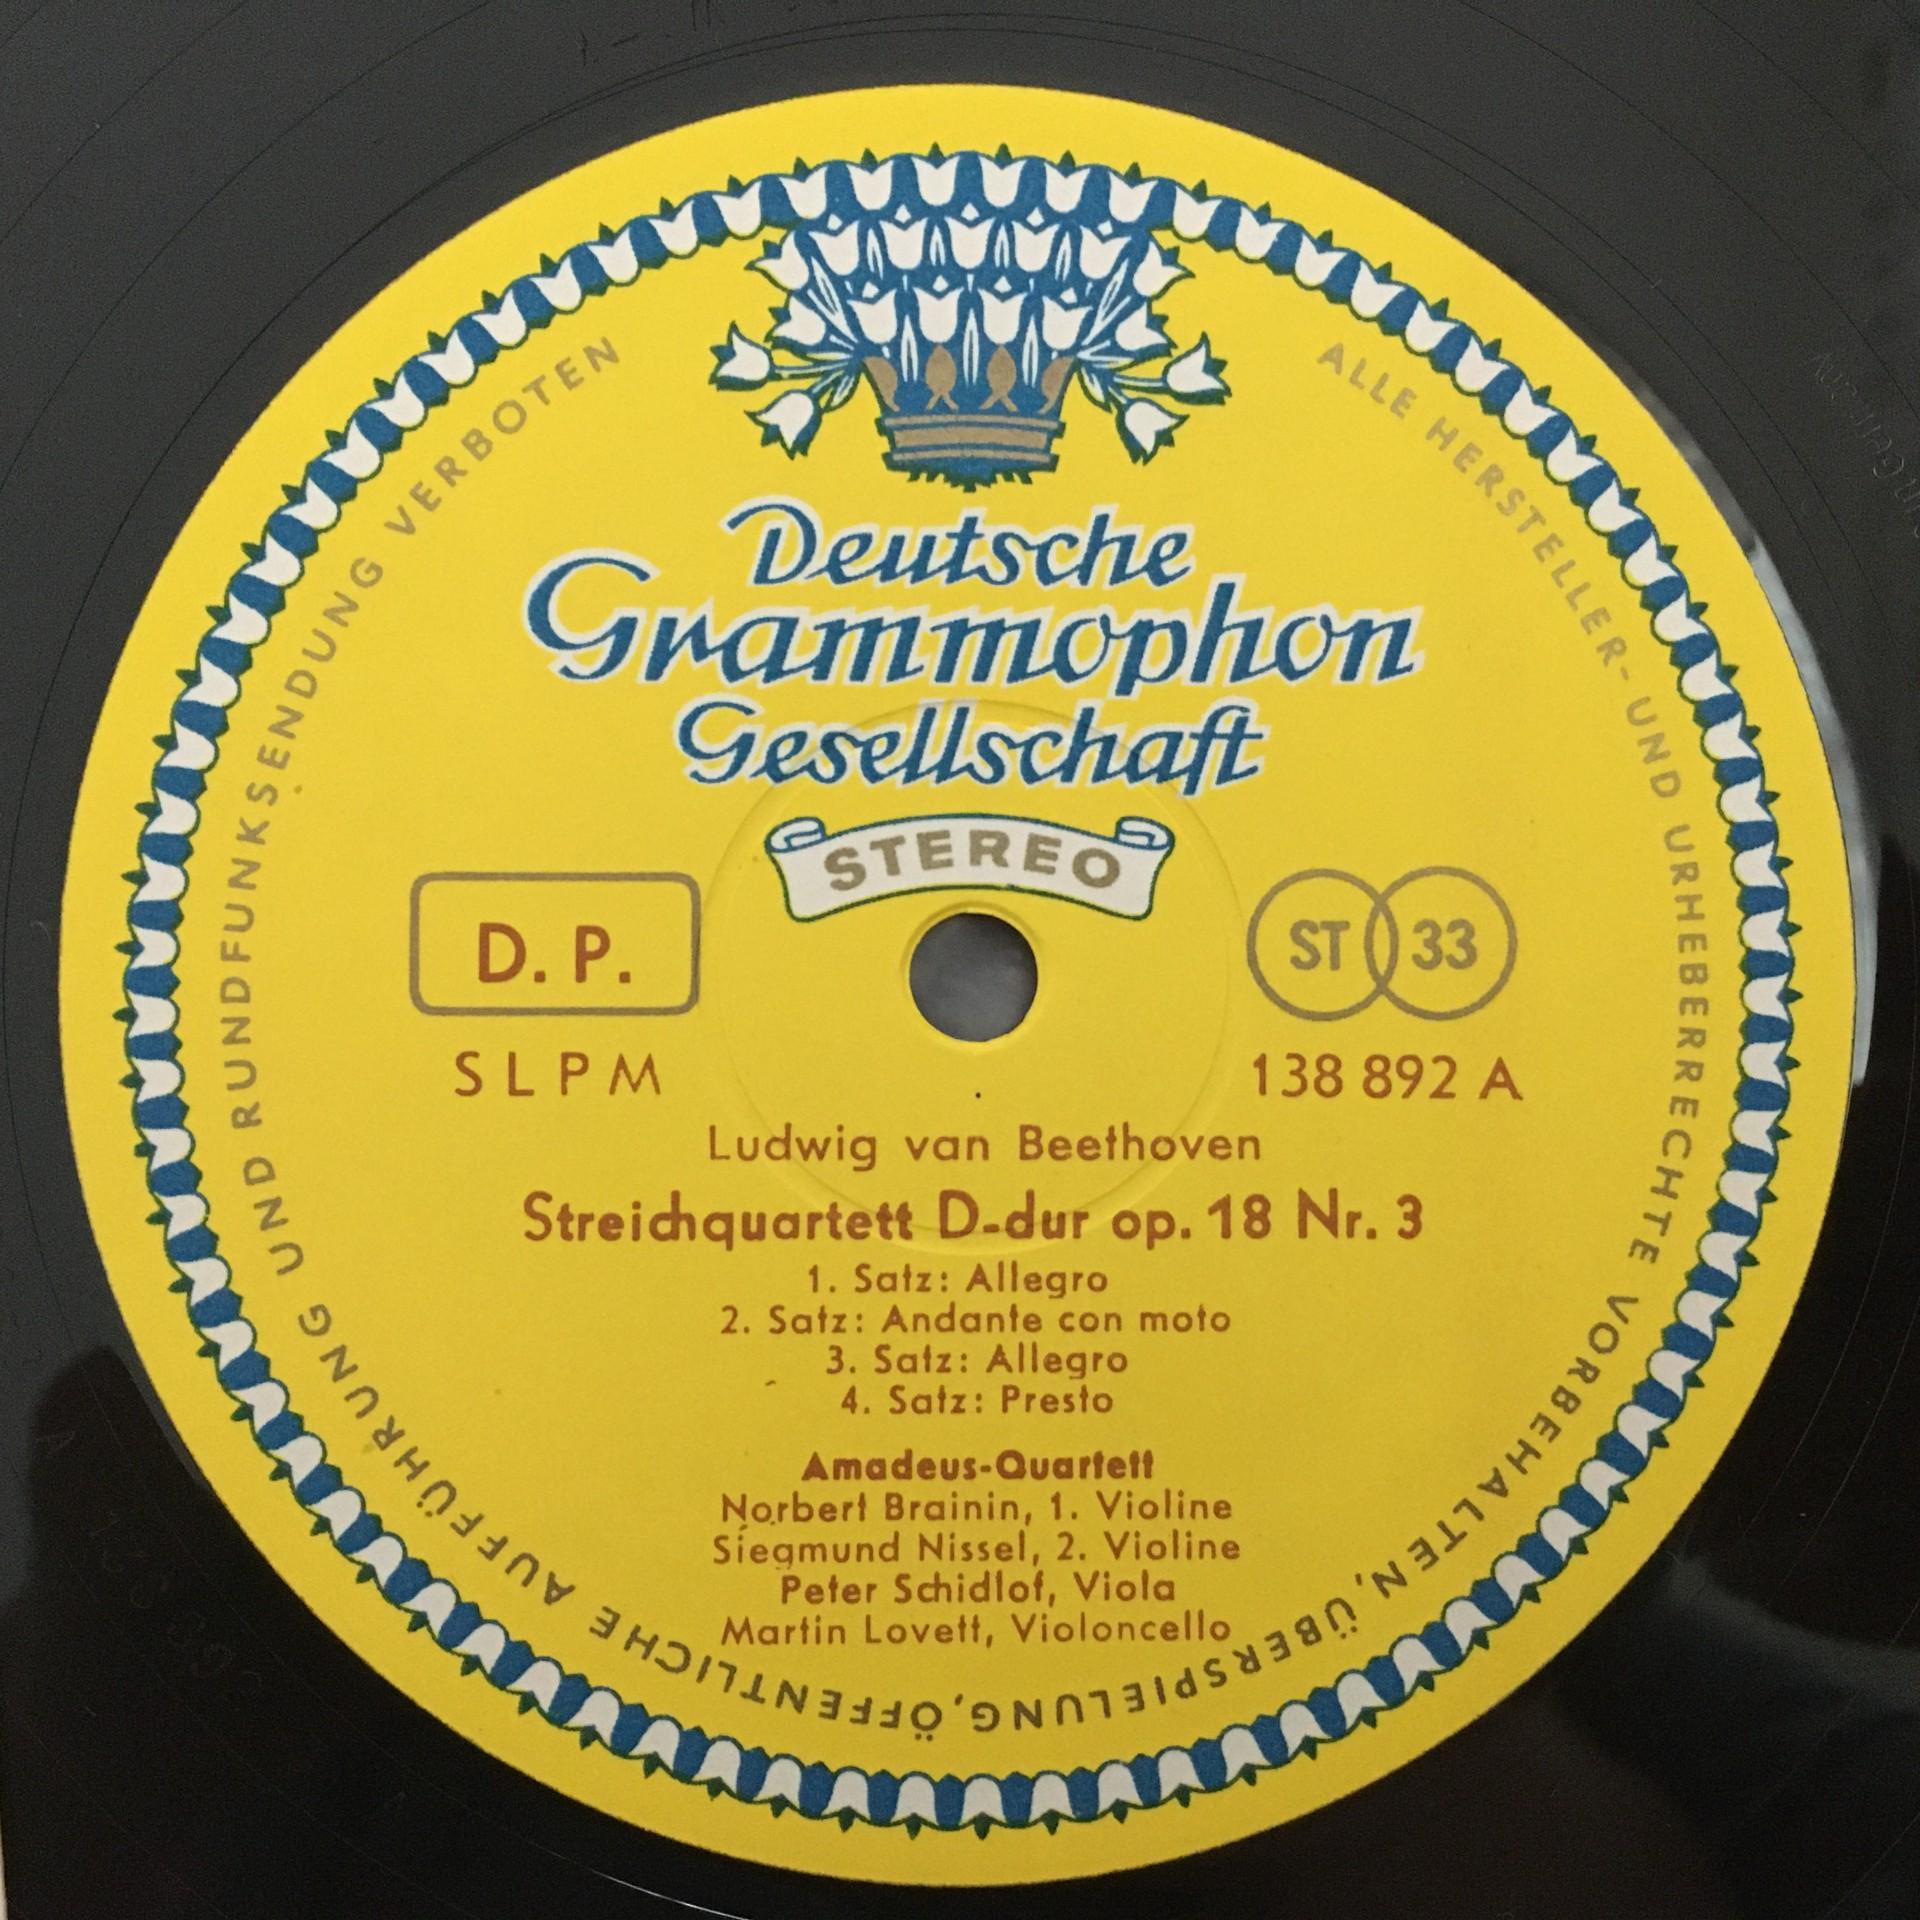 Deutsche
Grammophon
Gesellschaft
STEREO
D. P.
ST 33
SLPM
138 892 A
Ludwig van Beethoven
Streichquartett D-dur op. 18 Nr. 3
1. Satz: Allegro
2. Satz: Andante con moto
3. Satz: Allegro
4. Satz: Presto
Amadeus-Quartett
Norbert Brainin, 1. Violine
Siegmund Nissel, 2. Violine
Peter Schidlof, Viola
Martin Lovett, Violoncello
ALLE HERSTELLER- UND URHEBERRECHTE VORBEHALTEN, ÜBERSPIELUNG, ÖFFENTLICHE AUFFÜHRUNG UND RUNDFUNKSENDUNG VERBOTEN